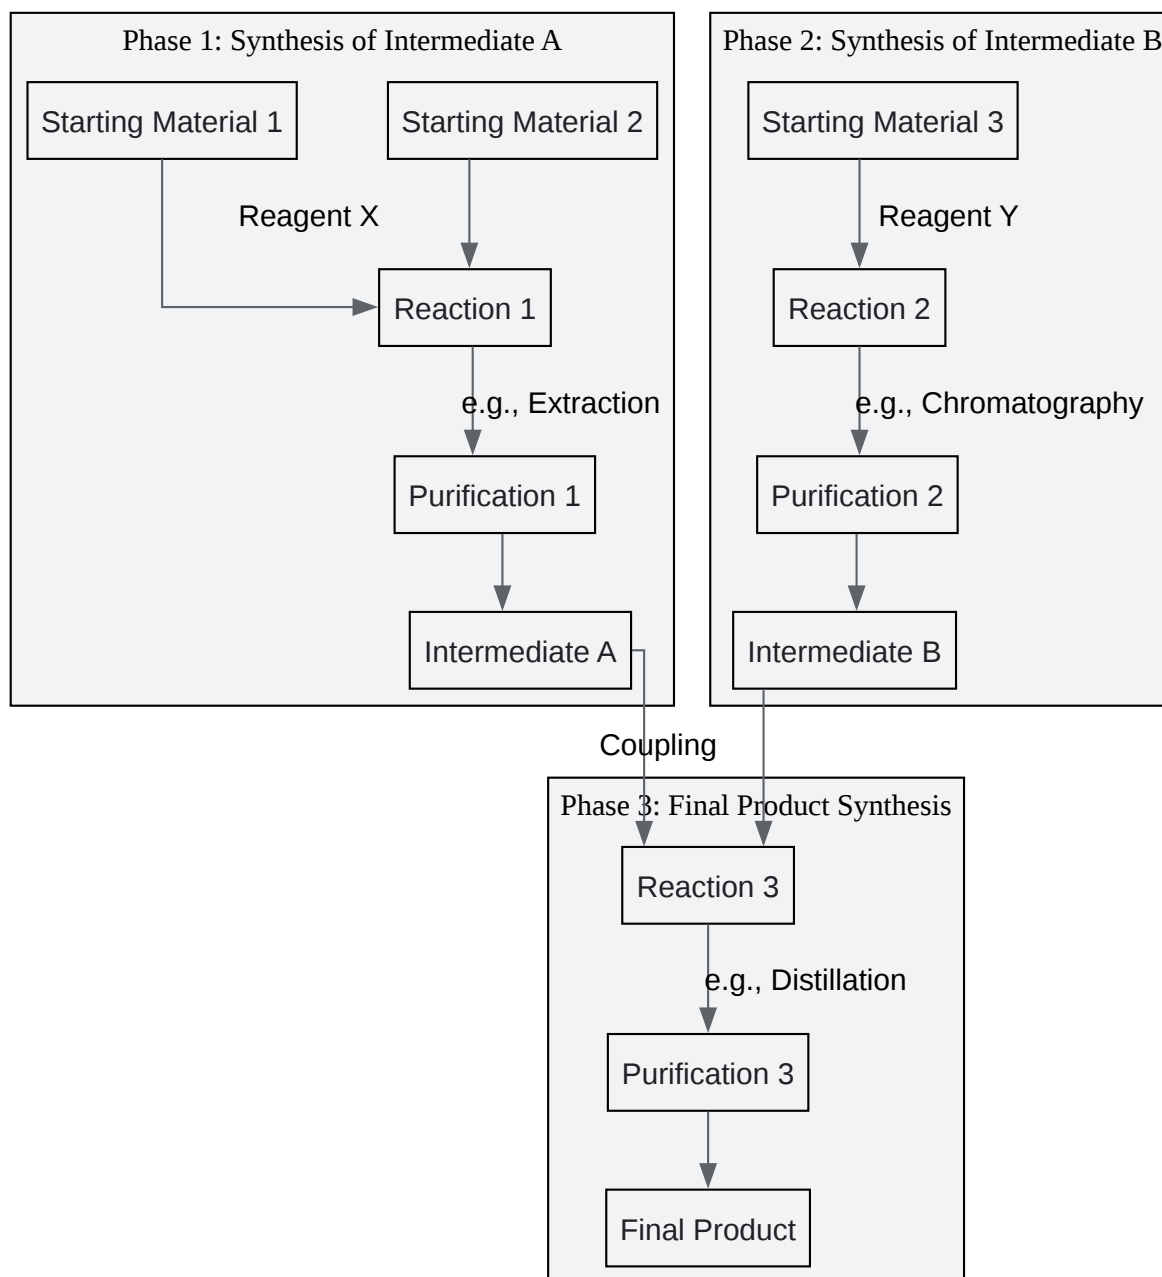 Phase 1: Synthesis of Intermediate A
Starting Material 1
Starting Material 2
Reagent X
Reaction 1
e.g., Extraction
Purification 1
Intermediate A
Phase 2: Synthesis of Intermediate B
Starting Material 3
Reagent Y
Reaction 2
e.g., Chromatography
Purification 2
Intermediate B
Coupling
Phase 3: Final Product Synthesis
Reaction 3
e.g., Distillation
Purification 3
Final Product